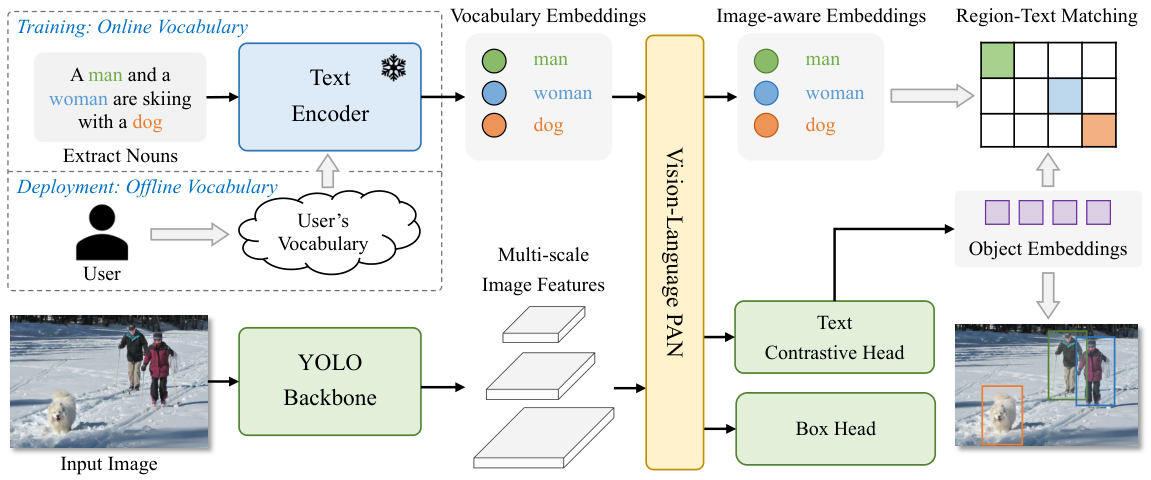 Training: Online Vocabulary
A man and a
woman are skiing
with a dog
Extract Nouns
Text
Encoder
Deployment: Offline Vocabulary
User
User's
Vocabulary
Vocabulary Embeddings
man
woman
dog
Image-aware Embeddings
man
woman
dog
Region-Text Matching
Vision-Language PAN
Object Embeddings
Multi-scale
Image Features
YOLO
Backbone
Input Image
Text
Contrastive Head
Box Head